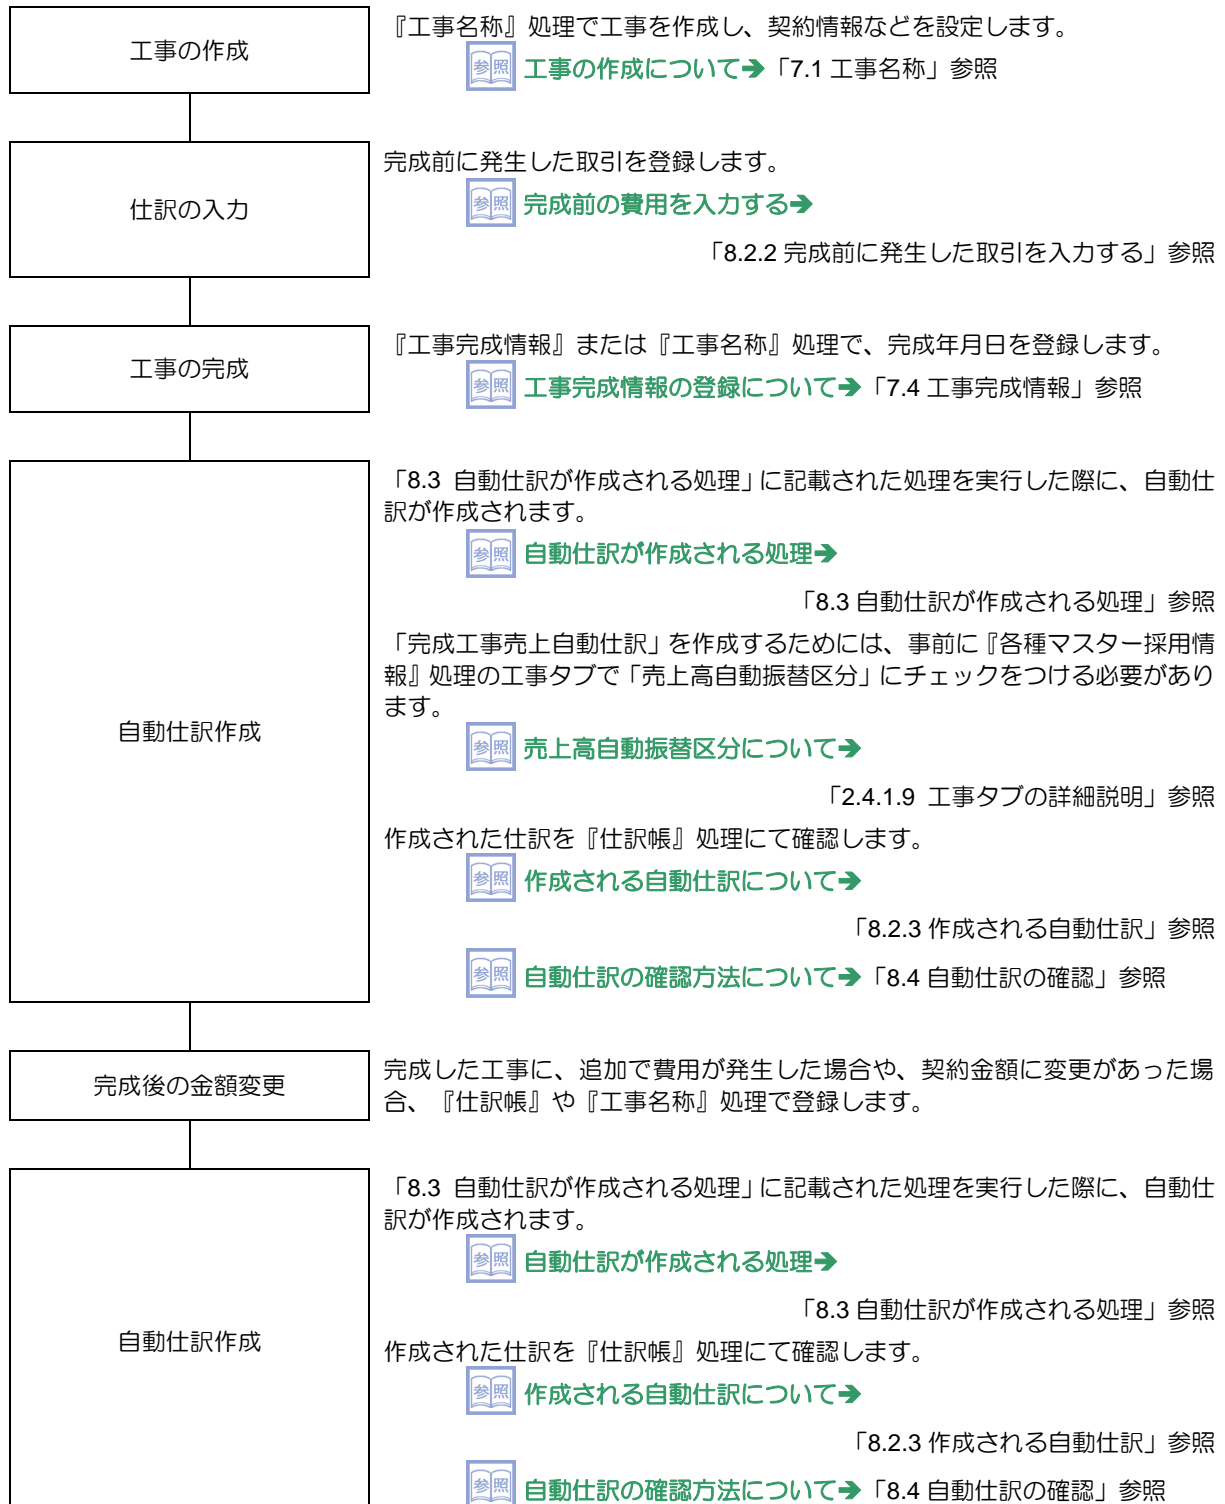 工事の作成
『工事名称』処理で工事を作成し、契約情報などを設定します。
参照 工事の作成について➔「7.1 工事名称」参照
仕訳の入力
完成前に発生した取引を登録します。
参照 完成前の費用を入力する➔
「8.2.2 完成前に発生した取引を入力する」参照
工事の完成
『工事完成情報』または『工事名称』処理で、完成年月日を登録します。
参照 工事完成情報の登録について➔「7.4 工事完成情報」参照
自動仕訳作成
「8.3 自動仕訳が作成される処理」に記載された処理を実行した際に、自動仕
訳が作成されます。
参照 自動仕訳が作成される処理➔
「8.3 自動仕訳が作成される処理」参照
「完成工事売上自動仕訳」を作成するためには、事前に『各種マスター採用情
報』処理の工事タブで「売上高自動振替区分」にチェックをつける必要があり
ます。
参照 売上高自動振替区分について➔
「2.4.1.9 工事タブの詳細説明」参照
作成された仕訳を『仕訳帳』処理にて確認します。
参照 作成される自動仕訳について➔
「8.2.3 作成される自動仕訳」参照
参照 自動仕訳の確認方法について➔「8.4 自動仕訳の確認」参照
完成後の金額変更
完成した工事に、追加で費用が発生した場合や、契約金額に変更があった場
合、『仕訳帳』や『工事名称』処理で登録します。
自動仕訳作成
「8.3 自動仕訳が作成される処理」に記載された処理を実行した際に、自動仕
訳が作成されます。
参照 自動仕訳が作成される処理➔
「8.3 自動仕訳が作成される処理」参照
作成された仕訳を『仕訳帳』処理にて確認します。
参照 作成される自動仕訳について➔
「8.2.3 作成される自動仕訳」参照
参照 自動仕訳の確認方法について➔「8.4 自動仕訳の確認」参照